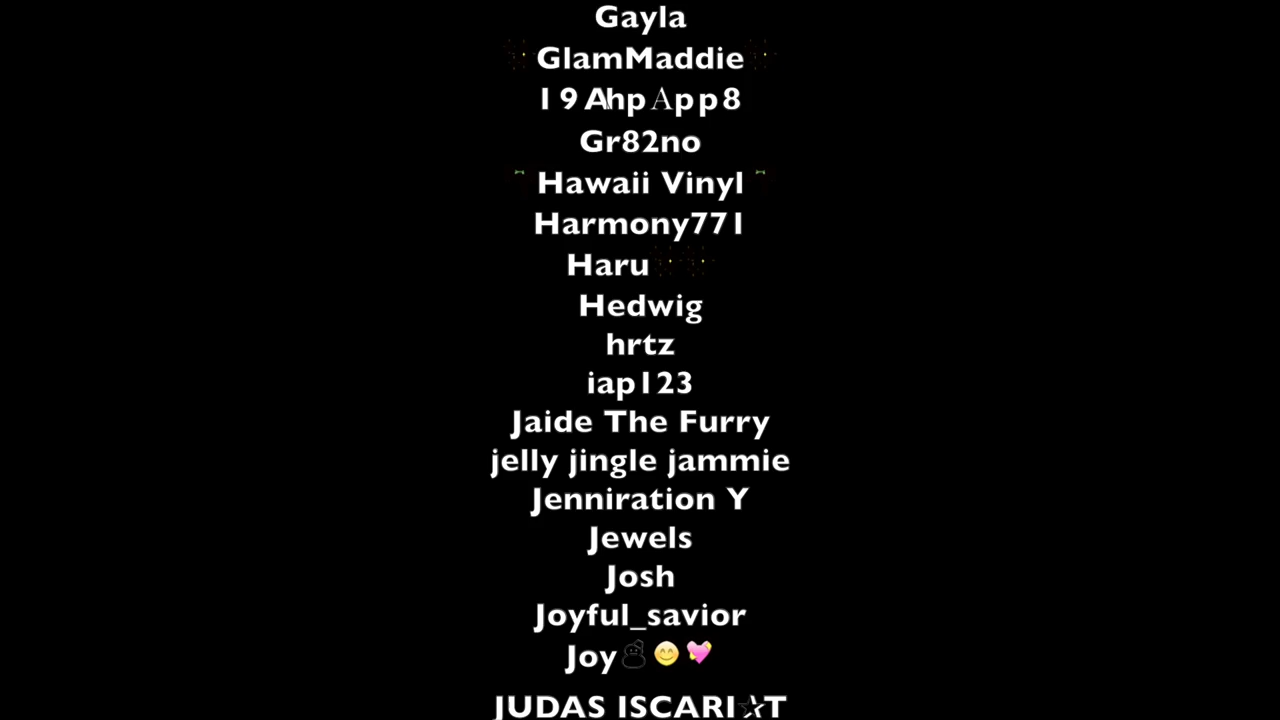 Gayla
✨GlamMaddie✨
19AhpApp8
Gr82no
Hawaii Vinyl
Harmony771
Haru✨✨
Hedwig
hrtz
iap123
Jaide The Furry
jelly jingle jammie
Jenniration Y
Jewels
Josh
Joyful_savior
Joy⛄😊💝
JUDAS ISCARI✰T